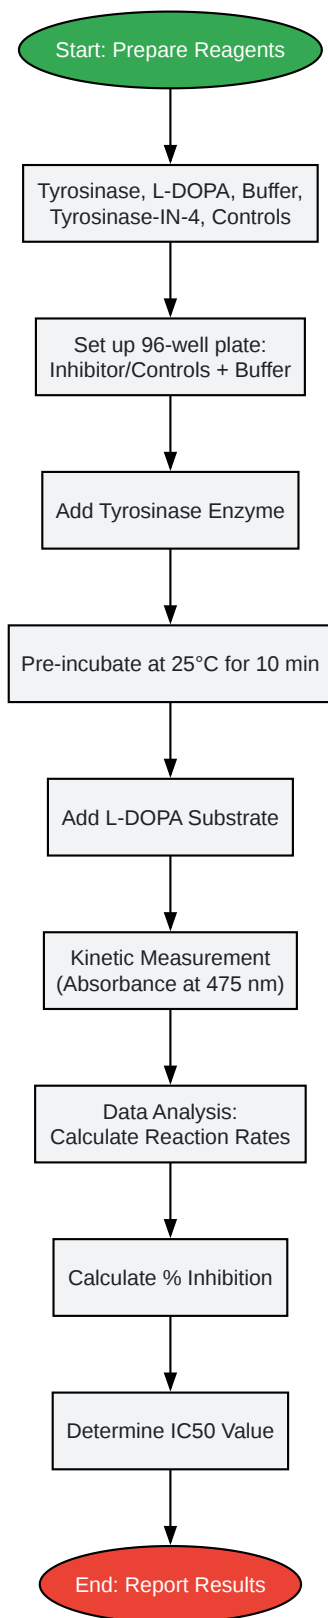 Start: Prepare Reagents
Tyrosinase, L-DOPA, Buffer,
Tyrosinase-IN-4, Controls
Set up 96-well plate:
Inhibitor/Controls + Buffer
Add Tyrosinase Enzyme
Pre-incubate at 25°C for 10 min
Add L-DOPA Substrate
Kinetic Measurement
(Absorbance at 475 nm)
Data Analysis:
Calculate Reaction Rates
Calculate % Inhibition
Determine IC50 Value
End: Report Results